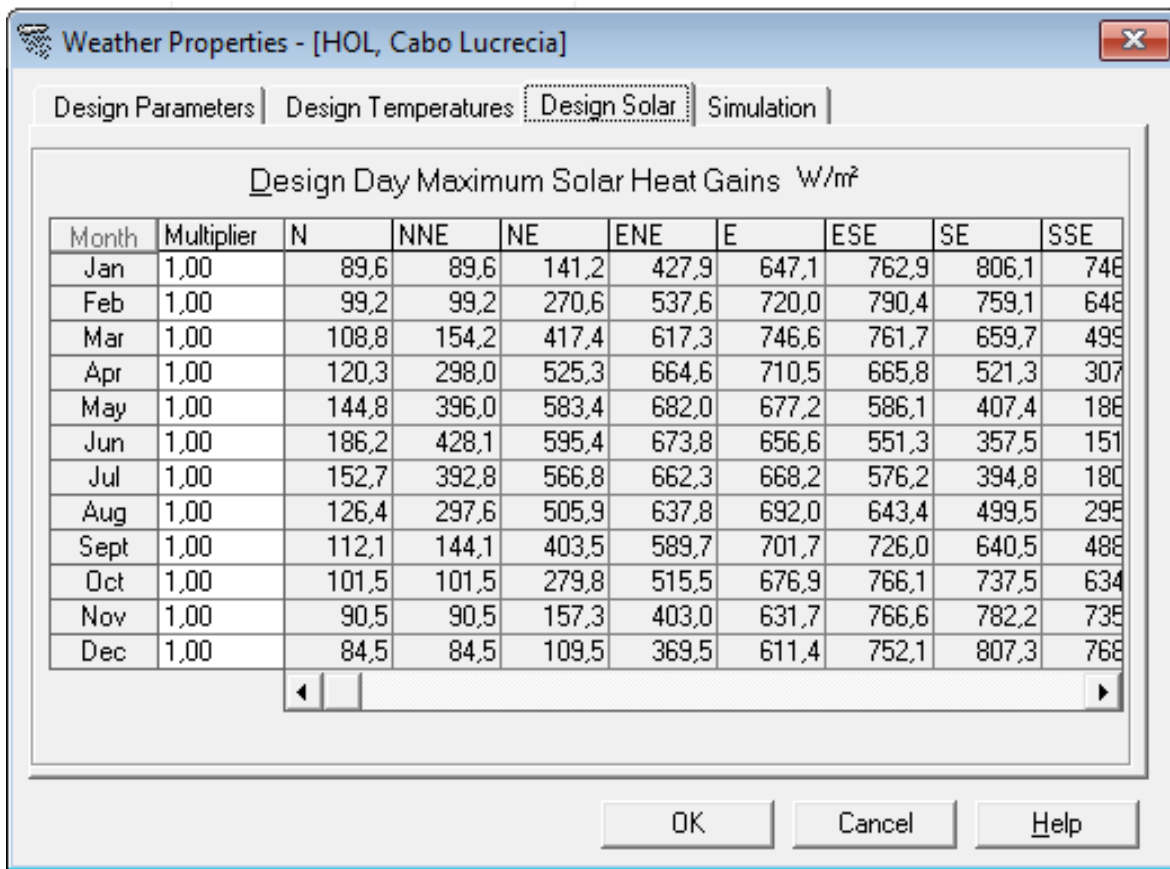 Weather Properties - [HOL, Cabo Lucrecia]
Design Parameters Design Temperatures Design Solar Simulation
Design Day Maximum Solar Heat Gains W/m²
Month Multiplier N NNE NE ENE E ESE SE SSE
Jan 1,00 89,6 89,6 141,2 427,9 647,1 762,9 806,1 746
Feb 1,00 99,2 99,2 270,6 537,6 720,0 790,4 759,1 648
Mar 1,00 108,8 154,2 417,4 617,3 746,6 761,7 659,7 499
Apr 1,00 120,3 298,0 525,3 664,6 710,5 665,8 521,3 307
May 1,00 144,8 396,0 583,4 682,0 677,2 586,1 407,4 186
Jun 1,00 186,2 428,1 595,4 673,8 656,6 551,3 357,5 151
Jul 1,00 152,7 392,8 566,8 662,3 668,2 576,2 394,8 180
Aug 1,00 126,4 297,6 505,9 637,8 692,0 643,4 499,5 295
Sept 1,00 112,1 144,1 403,5 589,7 701,7 726,0 640,5 488
Oct 1,00 101,5 101,5 279,8 515,5 676,9 766,1 737,5 634
Nov 1,00 90,5 90,5 157,3 403,0 631,7 766,6 782,2 735
Dec 1,00 84,5 84,5 109,5 369,5 611,4 752,1 807,3 768
OK Cancel Help